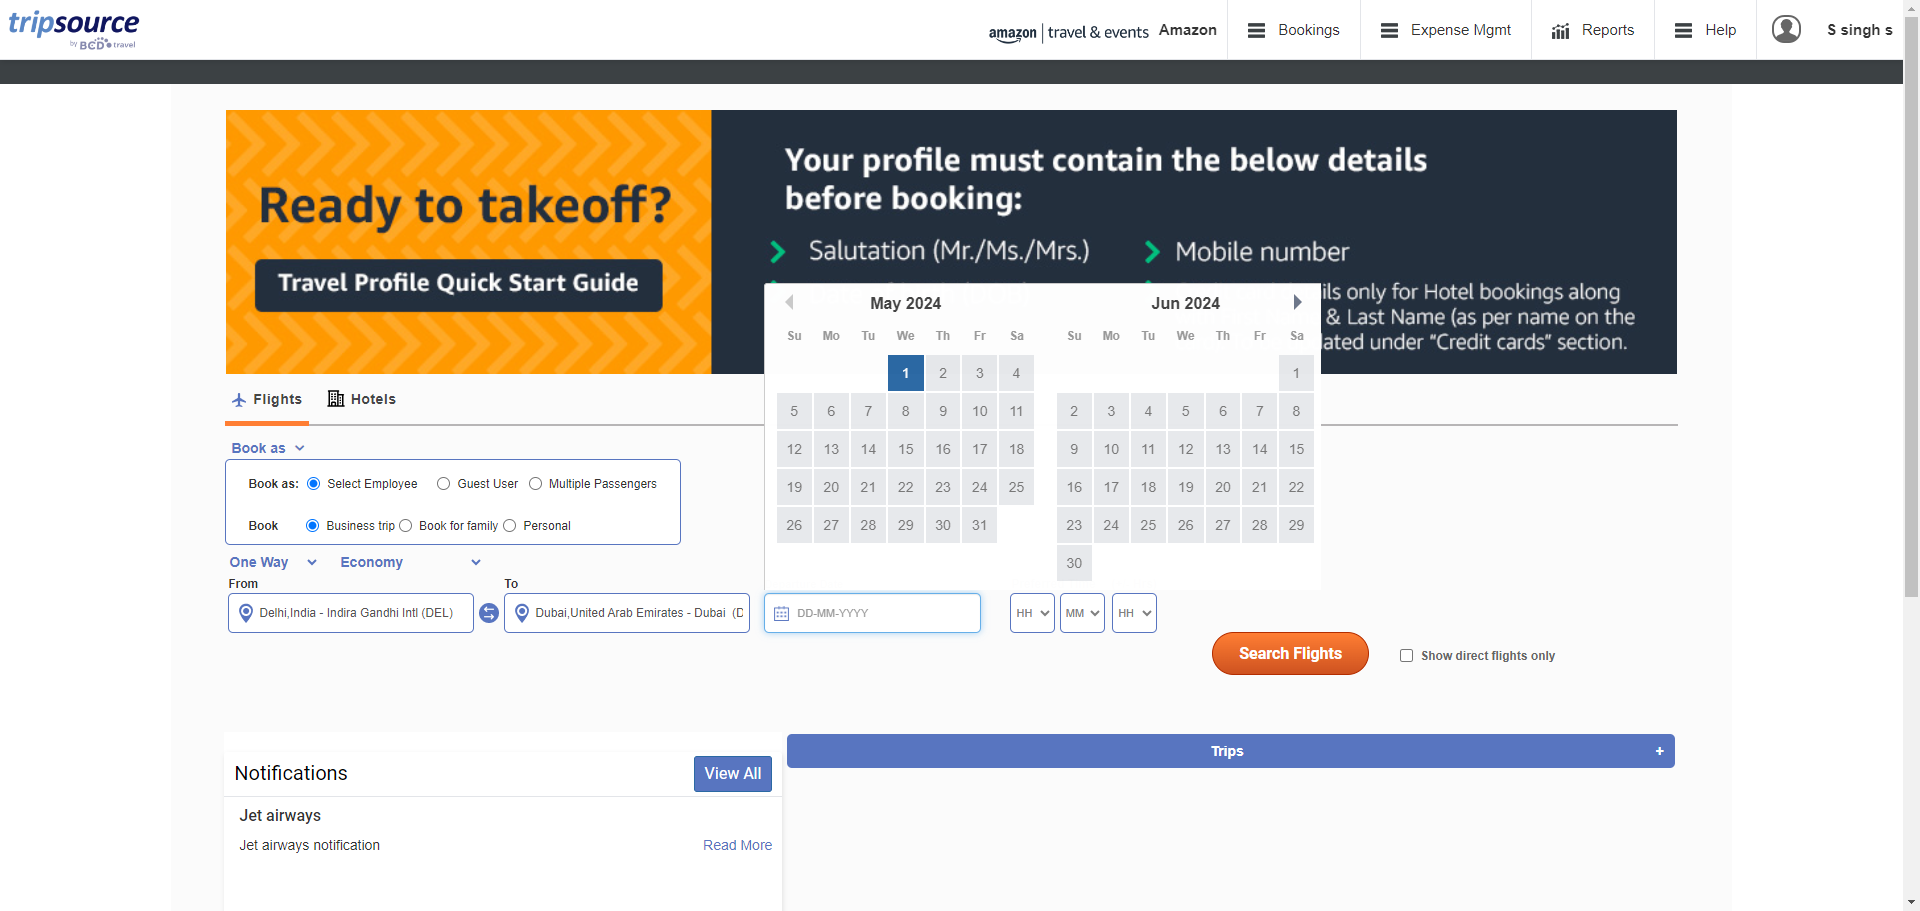 tripsource
by BCD travel
amazon | travel & events
Amazon
Bookings
Expense Mgmt
Reports
Help
S singh s
Ready to takeoff?
Travel Profile Quick Start Guide
Your profile must contain the below details
before booking:
Salutation (Mr./Ms./Mrs.)
Mobile number
ils only for Hotel bookings along
& Last Name (as per name on the
ated under “Credit cards” section.
May 2024
Su Mo Tu We Th Fr Sa
1 2 3 4
5 6 7 8 9 10 11
12 13 14 15 16 17 18
19 20 21 22 23 24 25
26 27 28 29 30 31
Jun 2024
Su Mo Tu We Th Fr Sa
1
2 3 4 5 6 7 8
9 10 11 12 13 14 15
16 17 18 19 20 21 22
23 24 25 26 27 28 29
30
Flights
Hotels
Book as
Book as: Select Employee Guest User Multiple Passengers
Book Business trip Book for family Personal
One Way Economy
From
To
Delhi,India - Indira Gandhi Intl (DEL)
Dubai,United Arab Emirates - Dubai (D
DD-MM-YYYY
HH MM HH
Search Flights
Show direct flights only
Trips +
Notifications
View All
Jet airways
Jet airways notification
Read More